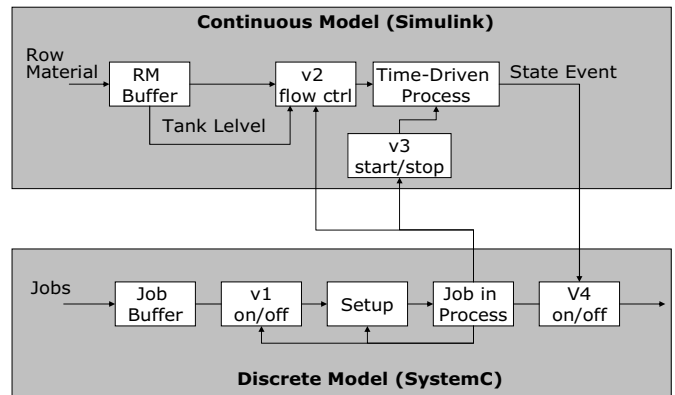 Continuous Model (Simulink)
Row
Material
RM
Buffer
v2
flow ctrl
Time-Driven
Process
State Event
Tank Lelvel
v3
start/stop
Jobs
Job
Buffer
v1
on/off
Setup
Job in
Process
V4
on/off
Discrete Model (SystemC)